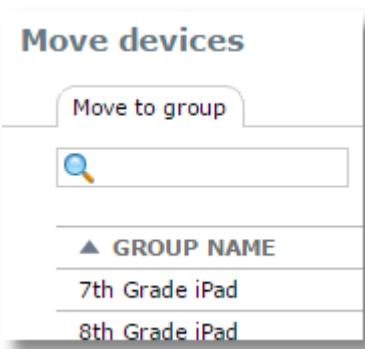 Move devices
Move to group
GROUP NAME
7th Grade iPad
8th Grade iPad